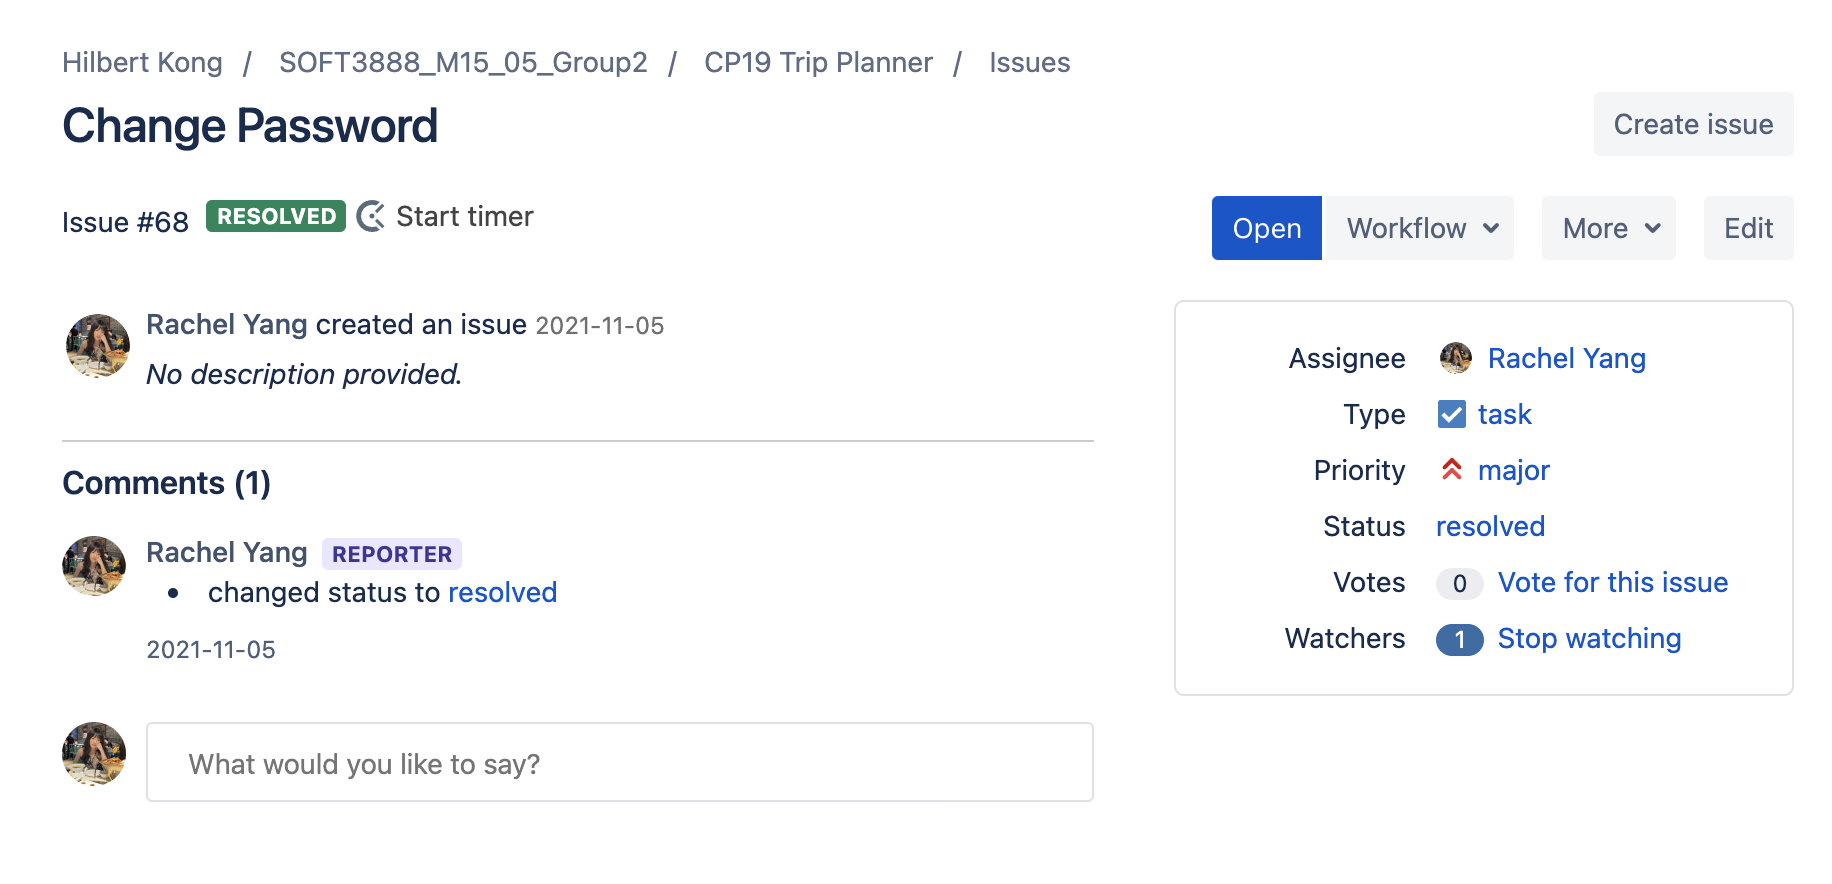 Hilbert Kong / SOFT3888_M15_05_Group2 / CP19 Trip Planner / Issues
Change Password
Create issue
Issue #68 RESOLVED Start timer
Open Workflow More Edit
Rachel Yang created an issue 2021-11-05
No description provided.
Comments (1)
Rachel Yang REPORTER
• changed status to resolved
2021-11-05
What would you like to say?
Assignee Rachel Yang
Type task
Priority major
Status resolved
Votes 0 Vote for this issue
Watchers 1 Stop watching